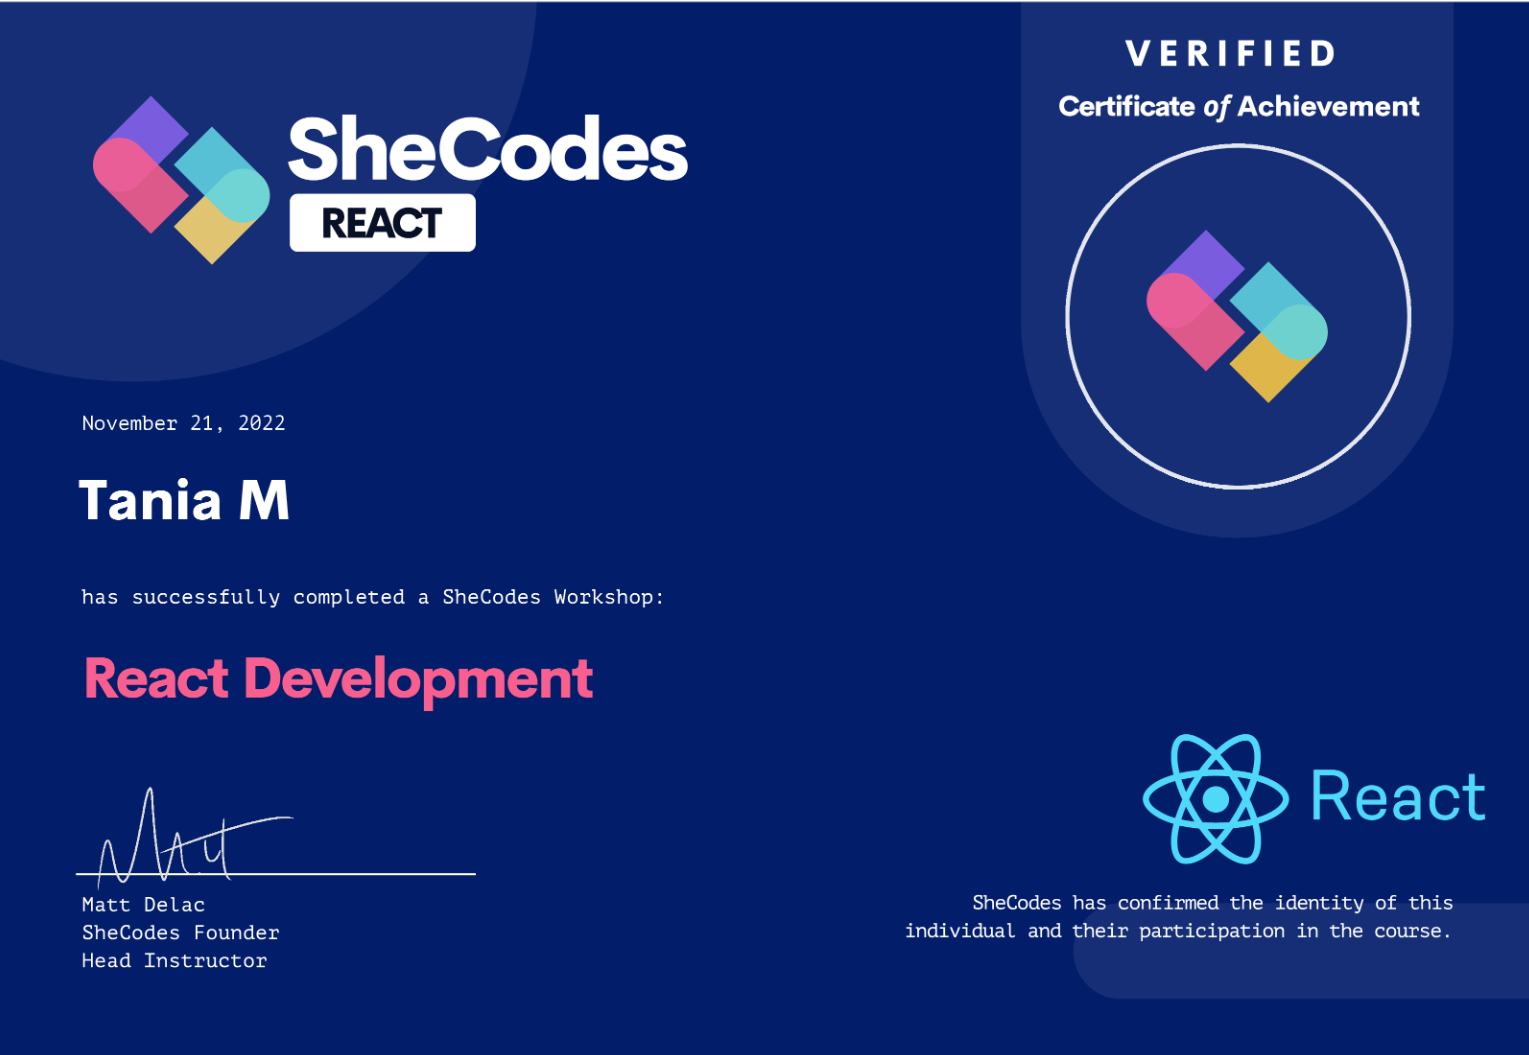 VERIFIED
Certificate of Achievement
SheCodes
REACT
November 21, 2022
Tania M
has successfully completed a SheCodes Workshop:
React Development
Matt Delac
SheCodes Founder
Head Instructor
React
SheCodes has confirmed the identity of this
individual and their participation in the course.